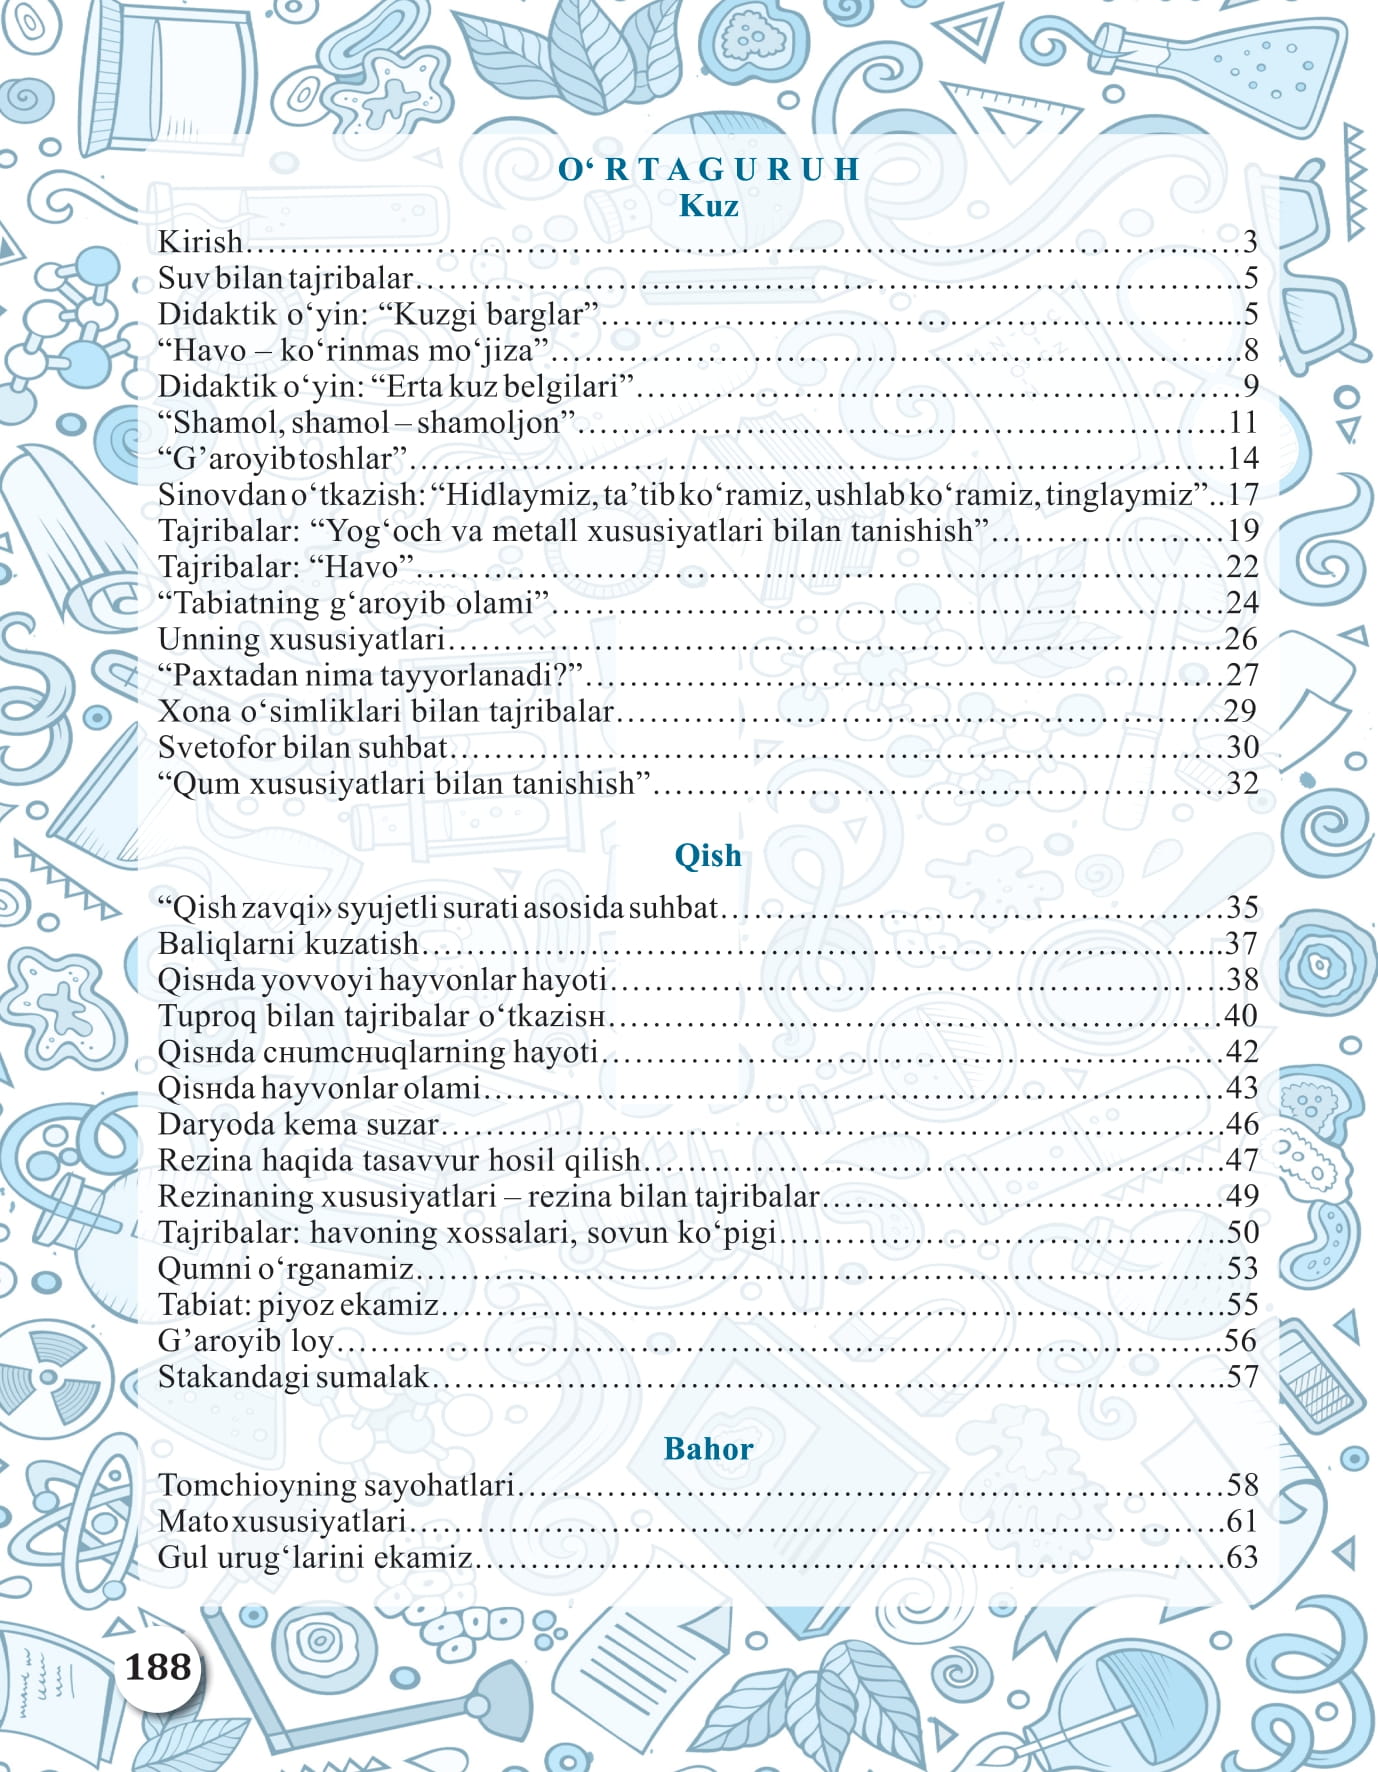 O‘ R T A G U R U H
Kuz
Kirish……………………………………………………………………………………………..…3
Suv bilan tajribalar……………………………………………………………………………...5
Didaktik o‘yin: “Kuzgi barglar”……………………………………………………………...5
“Havo – ko‘rinmas mo‘jiza”…………………………………………………………………..8
Didaktik o‘yin: “Erta kuz belgilari”…………………………………………………………9
“Shamol, shamol – shamoljon”………………………………………………………………11
“G’aroyib toshlar”………………………………………………………………………………14
Sinovdan o‘tkazish: “Hidlaymiz, ta’tib ko‘ramiz, ushlab ko‘ramiz, tinglaymiz”..17
Tajribalar: “Yog‘och va metall xususiyatlari bilan tanishish”……………………19
Tajribalar: “Havo” ………………………………………………………………………………22
“Tabiatning g‘aroyib olami”…………………………………………………………………24
Unning xususiyatlari……………………………………………………………………………26
“Paxtadan nima tayyorlanadi?”………………………………………………………………27
Xona o‘simliklari bilan tajribalar……………………………………………………………29
Svetofor bilan suhbat……………………………………………………………………………30
“Qum xususiyatlari bilan tanishish”…………………………………………………………32
Qish
“Qish zavqi» syujetli surati asosida suhbat………………………………………………35
Baliqlarni kuzatish………………………………………………………………………………..37
Qisнda yovvoyi hayvonlar hayoti……………………………………………………………38
Tuproq bilan tajribalar o‘tkazisн……………………………………………………………40
Qisнda cнumcнuqlarning hayoti………………………………………………………..….…42
Qisнda hayvonlar olami…………………………………………………………………………43
Daryoda kema suzar………………………………………………………………………………46
Rezina haqida tasavvur hosil qilish…………………………………………………………47
Rezinaning xususiyatlari – rezina bilan tajribalar………………………………………49
Tajribalar: havoning xossalari, sovun ko‘pigi……………………………………………50
Qumni o‘rganamiz…………………………………………………………………………………53
Tabiat: piyoz ekamiz………………………………………………………………………………55
G’aroyib loy…………………………………………………………………………………………56
Stakandagi sumalak………………………………………………………………………………..57
Bahor
Tomchioyning sayohatlari………………………………………………………………………58
Mato xususiyatlari…………………………………………………………………………………61
Gul urug‘larini ekamiz……………………………………………………………………………63
188